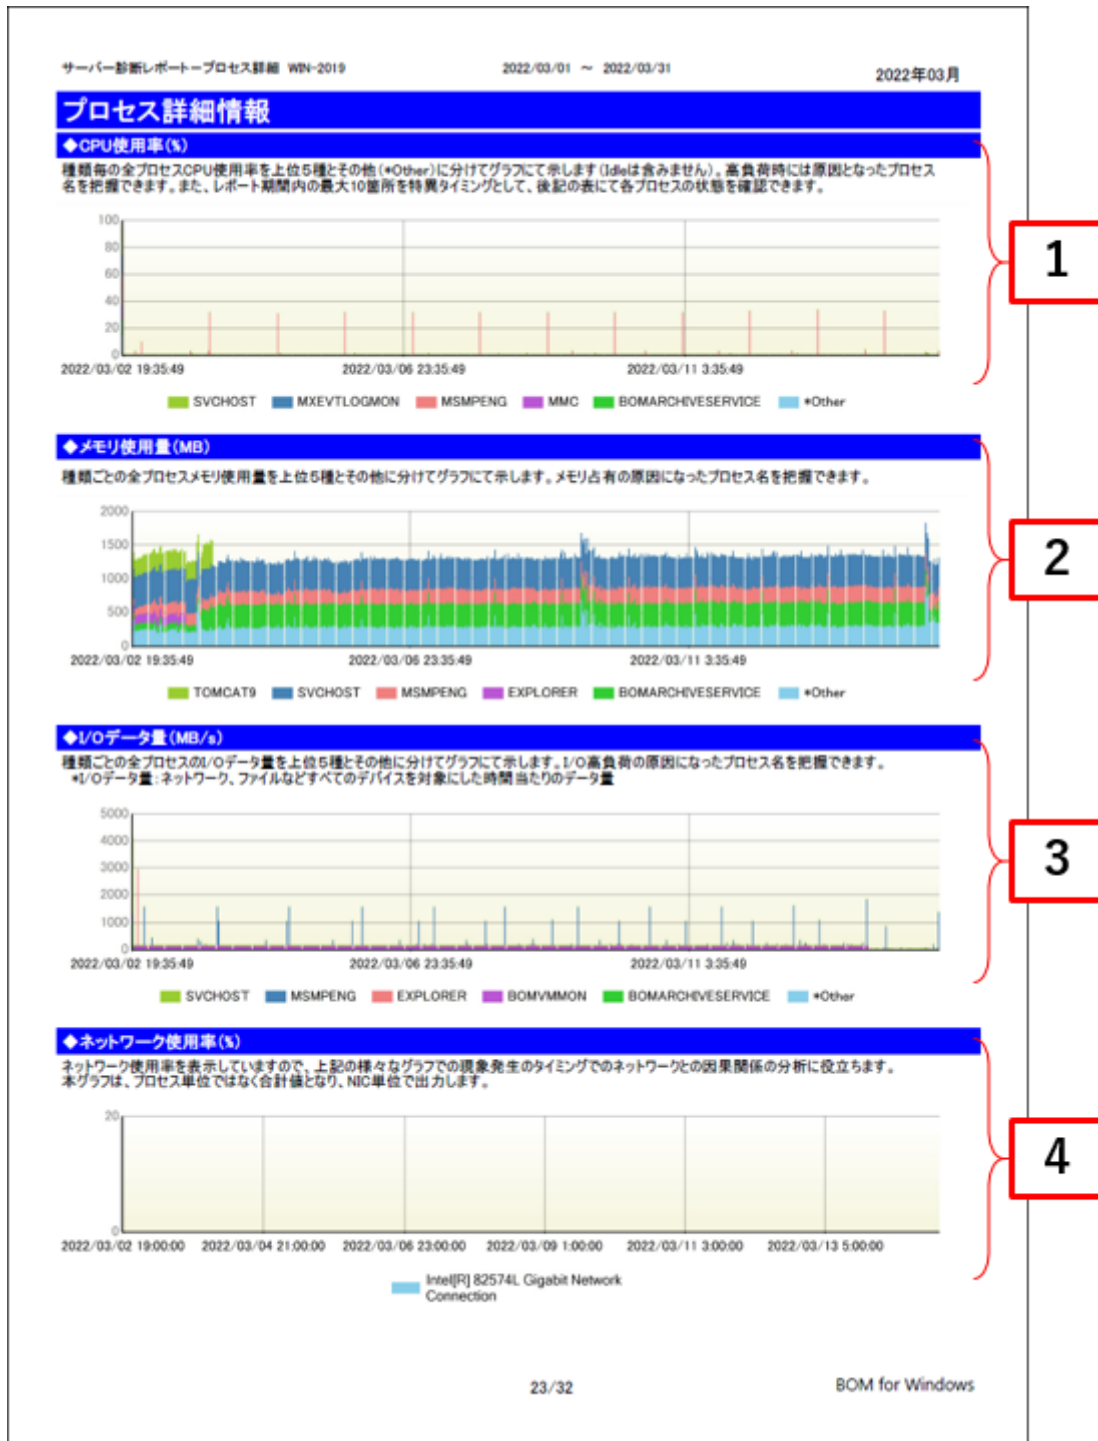 サーバー診断レポートープロセス詳細 WIN-2019
2022/03/01 ～ 2022/03/31
2022年03月
プロセス詳細情報
◆CPU使用率(%)
種類毎の全プロセスCPU使用率を上位5種とその他(*Other)に分けてグラフにて示します(Idleは含みません)。高負荷時には原因となったプロセス
名を把握できます。また、レポート期間内の最大10箇所を特異タイミングとして、後記の表にて各プロセスの状態を確認できます。
100
80
60
40
20
0
2022/03/02 19:35:49 2022/03/06 23:35:49 2022/03/11 3:35:49
SVCHOST MXEVTLOGMON MSMPENG MMC BOMARCHIVESERVICE *Other
1
◆メモリ使用量(MB)
種類ごとの全プロセスメモリ使用量を上位5種とその他に分けてグラフにて示します。メモリ占有の原因になったプロセス名を把握できます。
2000
1500
1000
500
0
2022/03/02 19:35:49 2022/03/06 23:35:49 2022/03/11 3:35:49
TOMCAT9 SVCHOST MSMPENG EXPLORER BOMARCHIVESERVICE *Other
2
◆I/Oデータ量(MB/s)
種類ごとの全プロセスのI/Oデータ量を上位5種とその他に分けてグラフにて示します。I/O高負荷の原因になったプロセス名を把握できます。
*I/Oデータ量：ネットワーク、ファイルなどすべてのデバイスを対象にした時間当たりのデータ量
5000
4000
3000
2000
1000
0
2022/03/02 19:35:49 2022/03/06 23:35:49 2022/03/11 3:35:49
SVCHOST MSMPENG EXPLORER BOMVMMON BOMARCHIVESERVICE *Other
3
◆ネットワーク使用率(%)
ネットワーク使用率を表示していますので、上記の様々なグラフでの現象発生のタイミングでのネットワークとの因果関係の分析に役立ちます。
本グラフは、プロセス単位ではなく合計値となり、NIC単位で出力します。
20
0
2022/03/02 19:00:00 2022/03/04 21:00:00 2022/03/06 23:00:00 2022/03/09 1:00:00 2022/03/11 3:00:00 2022/03/13 5:00:00
Intel[R] 82574L Gigabit Network
Connection
4
23/32
BOM for Windows